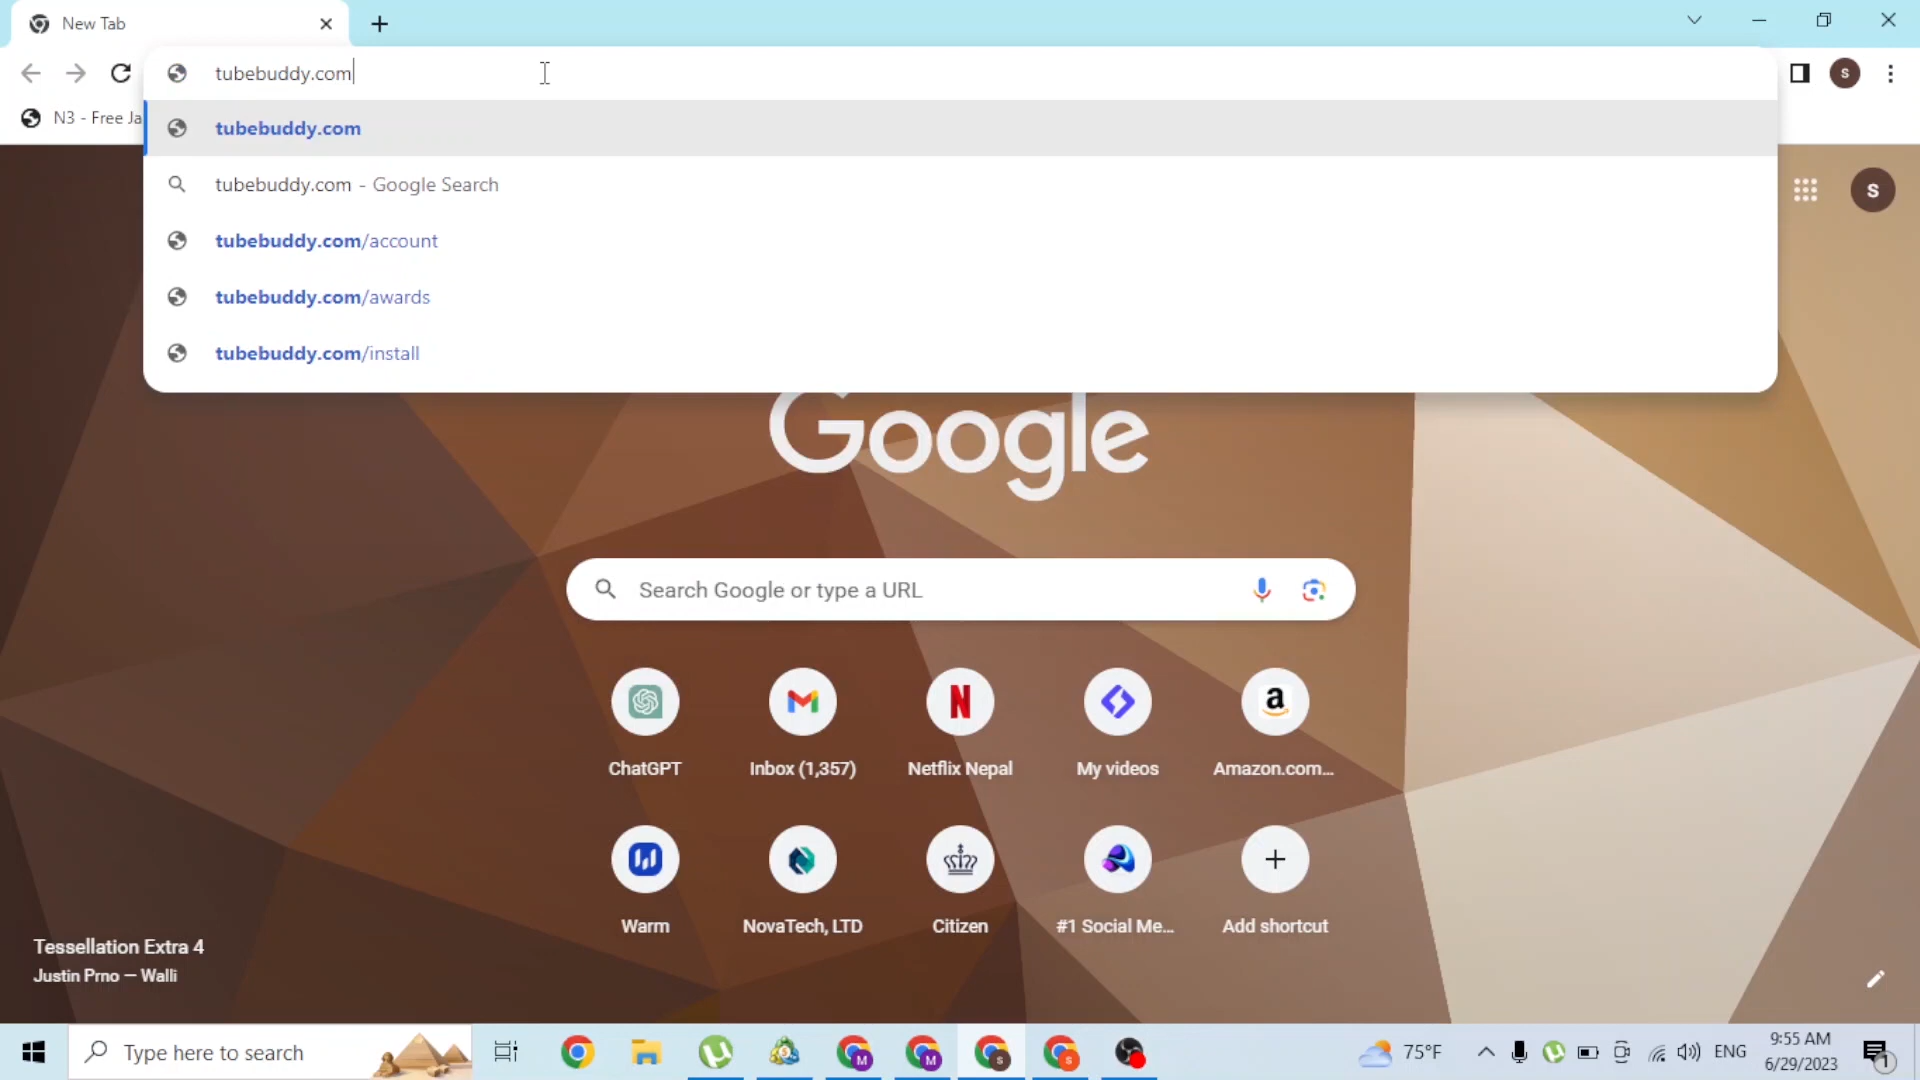 New Tab
tubebuddy.com
N3 - Free Ja
tubebuddy.com
tubebuddy.com - Google Search
tubebuddy.com/account
tubebuddy.com/awards
tubebuddy.com/install
S
S
Google
Search Google or type a URL
ChatGPT
Inbox (1,357)
Netflix Nepal
My videos
Amazon.com...
Warm
NovaTech, LTD
Citizen
#1 Social Me...
Add shortcut
Tessellation Extra 4
Justin Prno — Walli
Type here to search
75°F
ENG
9:55 AM
6/29/2023
1